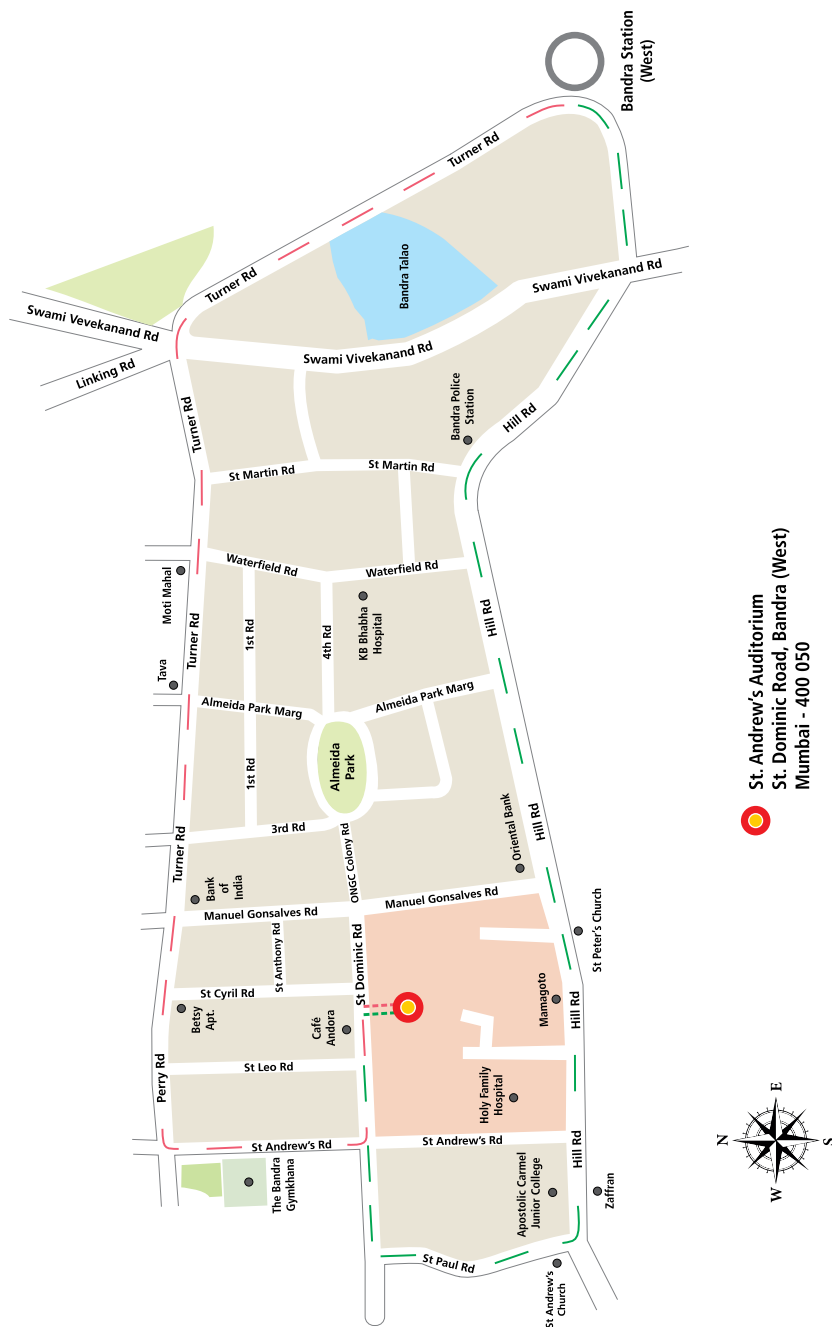 Bandra Station
(West)
Turner Rd
Turner Rd
Bandra Talao
Swami Vivekanand Rd
Swami Vevekanand Rd
Linking Rd
Swami Vivekanand Rd
Turner Rd
Bandra Police
Station
Hill Rd
St Martin Rd
St Martin Rd
Waterfield Rd
Waterfield Rd
Moti Mahal
Tava
Turner Rd
1st Rd
4th Rd
KB Bhabha
Hospital
Hill Rd
Almeida Park Marg
Almeida Park Marg
1st Rd
Almeida
Park
3rd Rd
Turner Rd
ONGC Colony Rd
Oriental Bank
Hill Rd
Bank
of
India
Manuel Gonsalves Rd
Manuel Gonsalves Rd
St Anthony Rd
St Dominic Rd
St Peter's Church
St Cyril Rd
Betsy
Apt.
Café
Andora
Mamagoto
Hill Rd
Perry Rd
St Leo Rd
Holy Family
Hospital
St Andrew's Rd
St Andrew's Rd
Hill Rd
The Bandra
Gymkhana
Apostolic Carmel
Junior College
Zaffran
St Paul Rd
St Andrew's
Church
St. Andrew's Auditorium
St. Dominic Road, Bandra (West)
Mumbai - 400 050
N
E
S
W